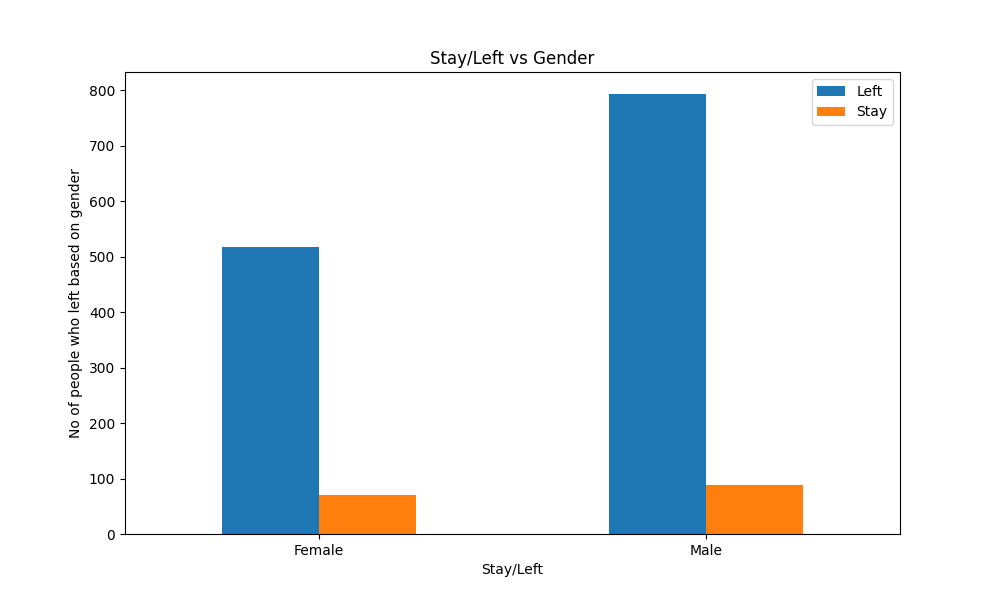 Stay/Left vs Gender
Left
Stay
No of people who left based on gender
800
700
600
500
400
300
200
100
0
Female Male
Stay/Left